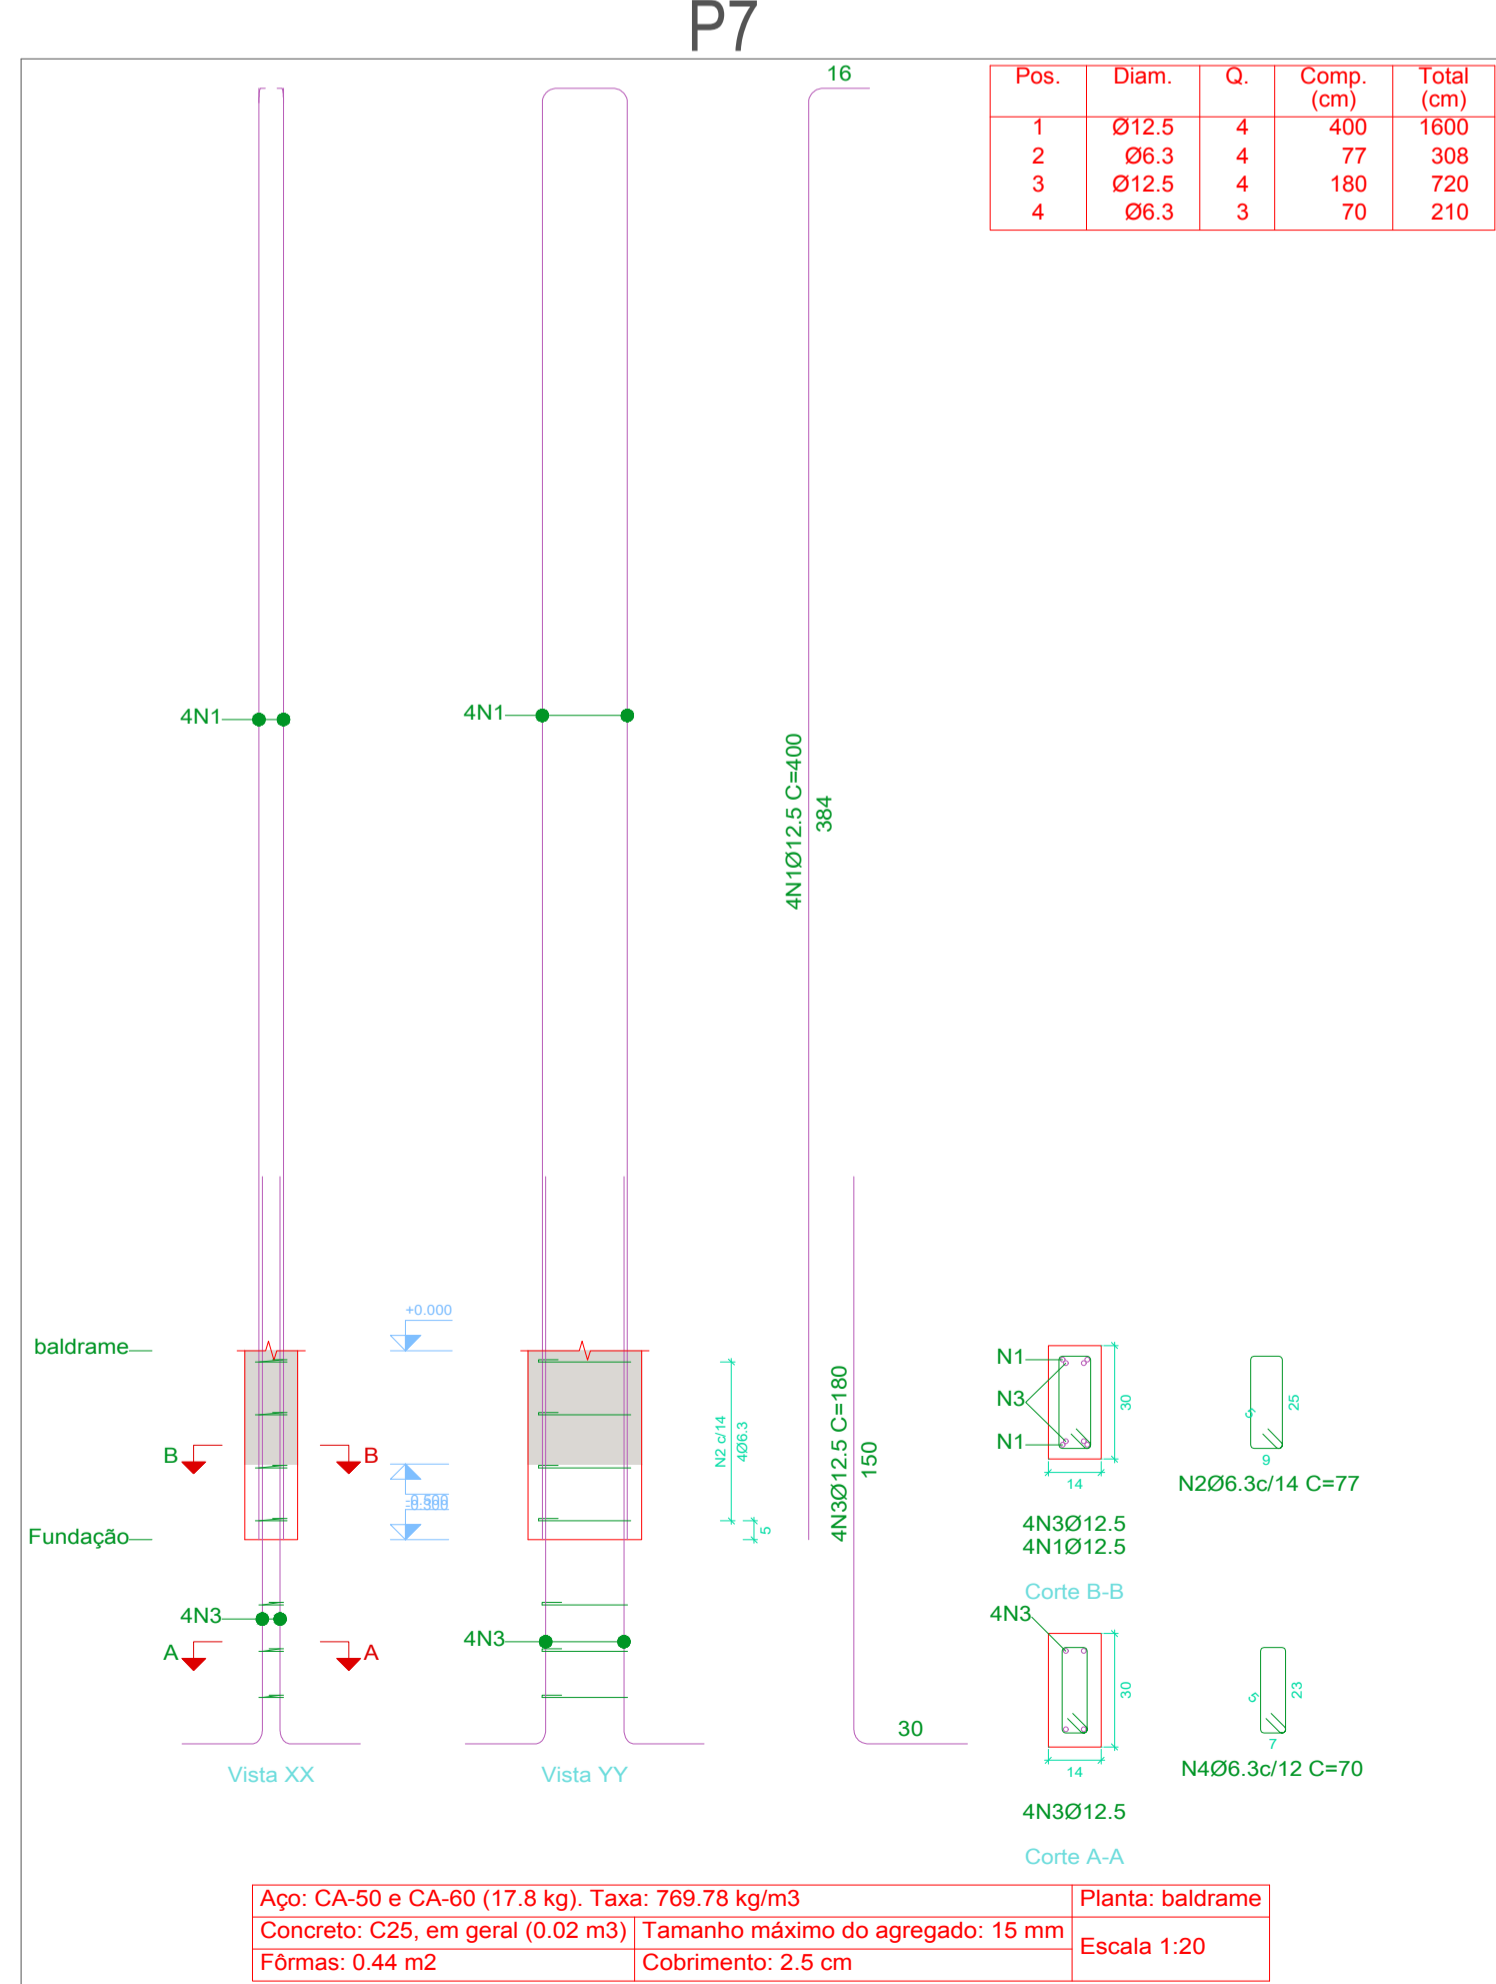 P7
16
Pos. Diam. Q. Comp. (cm) Total (cm)
1 Ø12.5 4 400 1600
2 Ø6.3 4 77 308
3 Ø12.5 4 180 720
4 Ø6.3 3 70 210
4N1
4N1
4N1Ø12.5 C=400
384
+0.000
baldrame
B B
-0.500
-0.300
Fundação
N2 c/14
4Ø6.3
5
4N3Ø12.5 C=180
150
N1
N3
N1
30
14
5
25
9
N2Ø6.3c/14 C=77
4N3Ø12.5
4N1Ø12.5
Corte B-B
4N3
4N3
A A
30
4N3
30
14
5
23
7
N4Ø6.3c/12 C=70
Vista XX
Vista YY
4N3Ø12.5
Corte A-A
Aço: CA-50 e CA-60 (17.8 kg). Taxa: 769.78 kg/m3
Planta: baldrame
Concreto: C25, em geral (0.02 m3)
Tamanho máximo do agregado: 15 mm
Escala 1:20
Fôrmas: 0.44 m2
Cobrimento: 2.5 cm